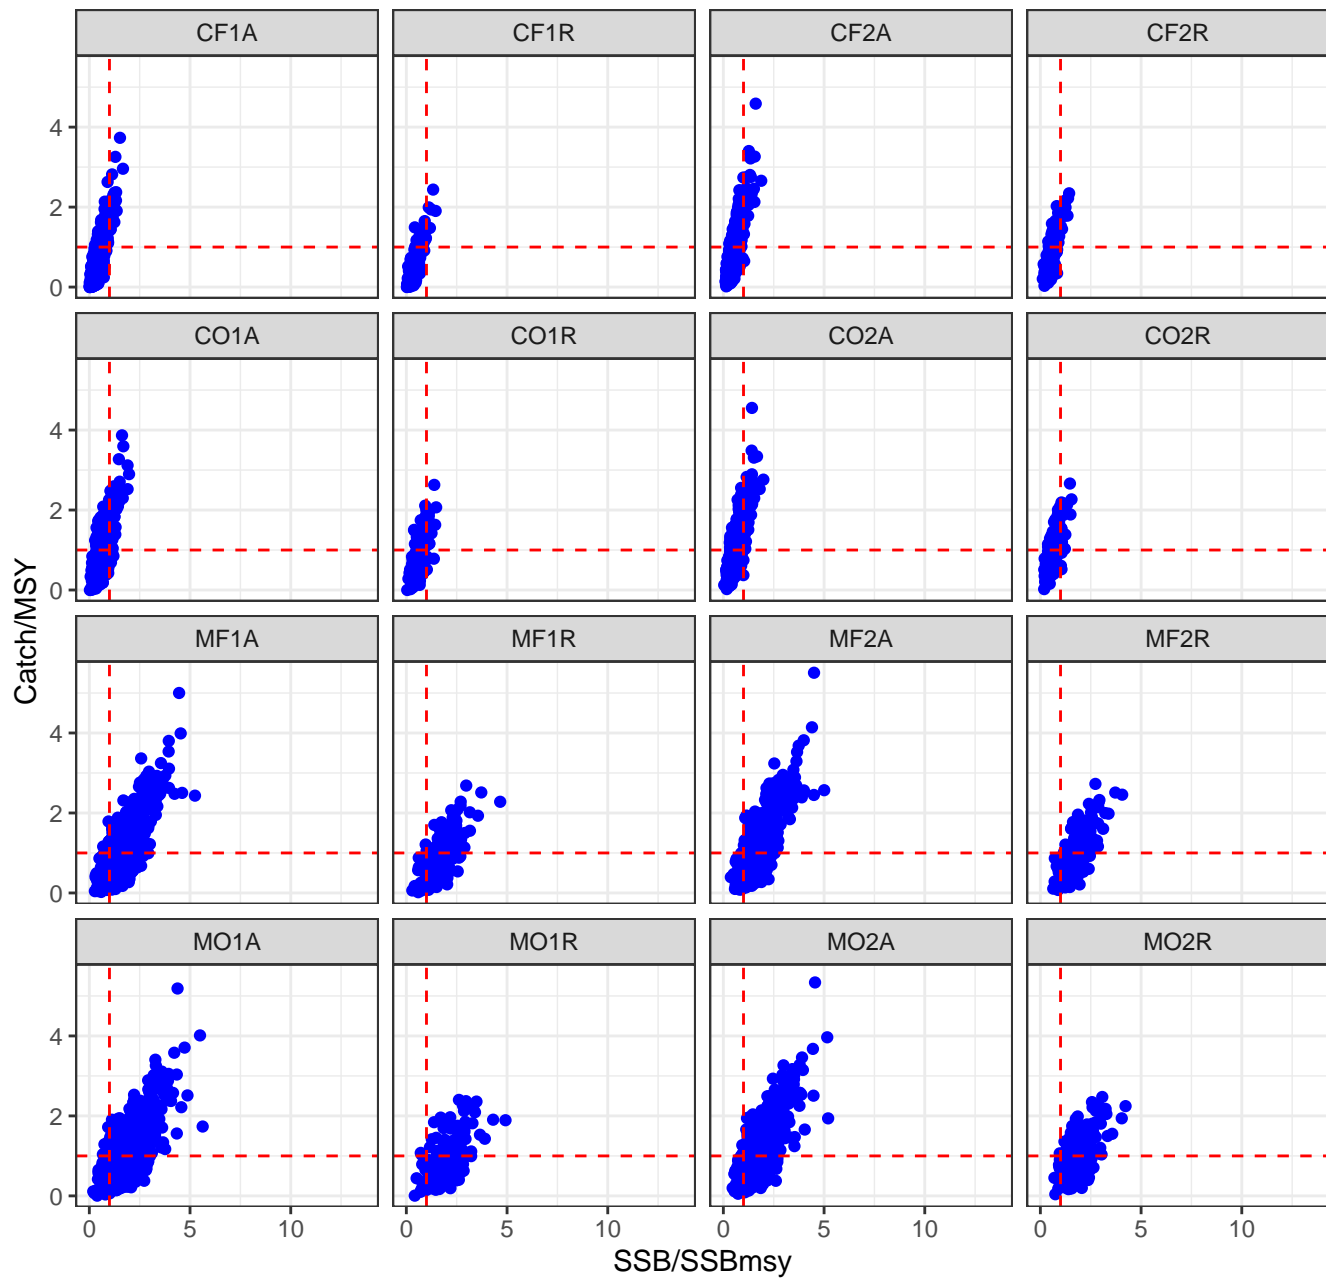 CF1A CF1R CF2A CF2R
4
2
0
CO1A CO1R CO2A CO2R
4
2
0
MF1A MF1R MF2A MF2R
4
2
0
MO1A MO1R MO2A MO2R
4
2
0
0 5 10 0 5 10 0 5 10 0 5 10
SSB/SSBmsy
Catch/MSY